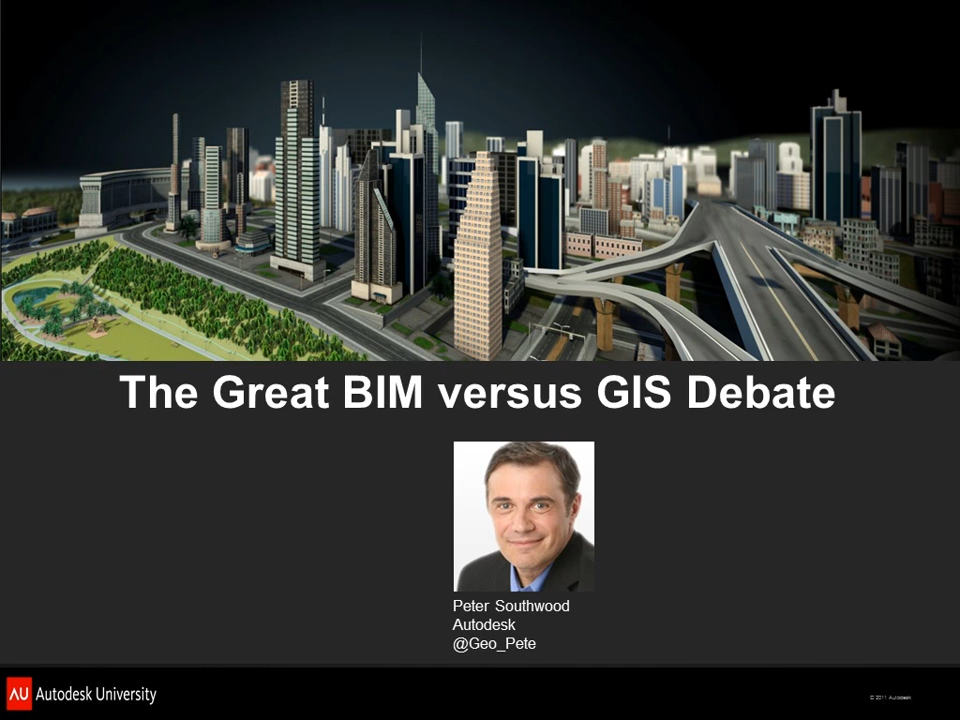 The Great BIM versus GIS Debate
Peter Southwood
Autodesk
@Geo_Pete
AU Autodesk University
© 2011 Autodesk